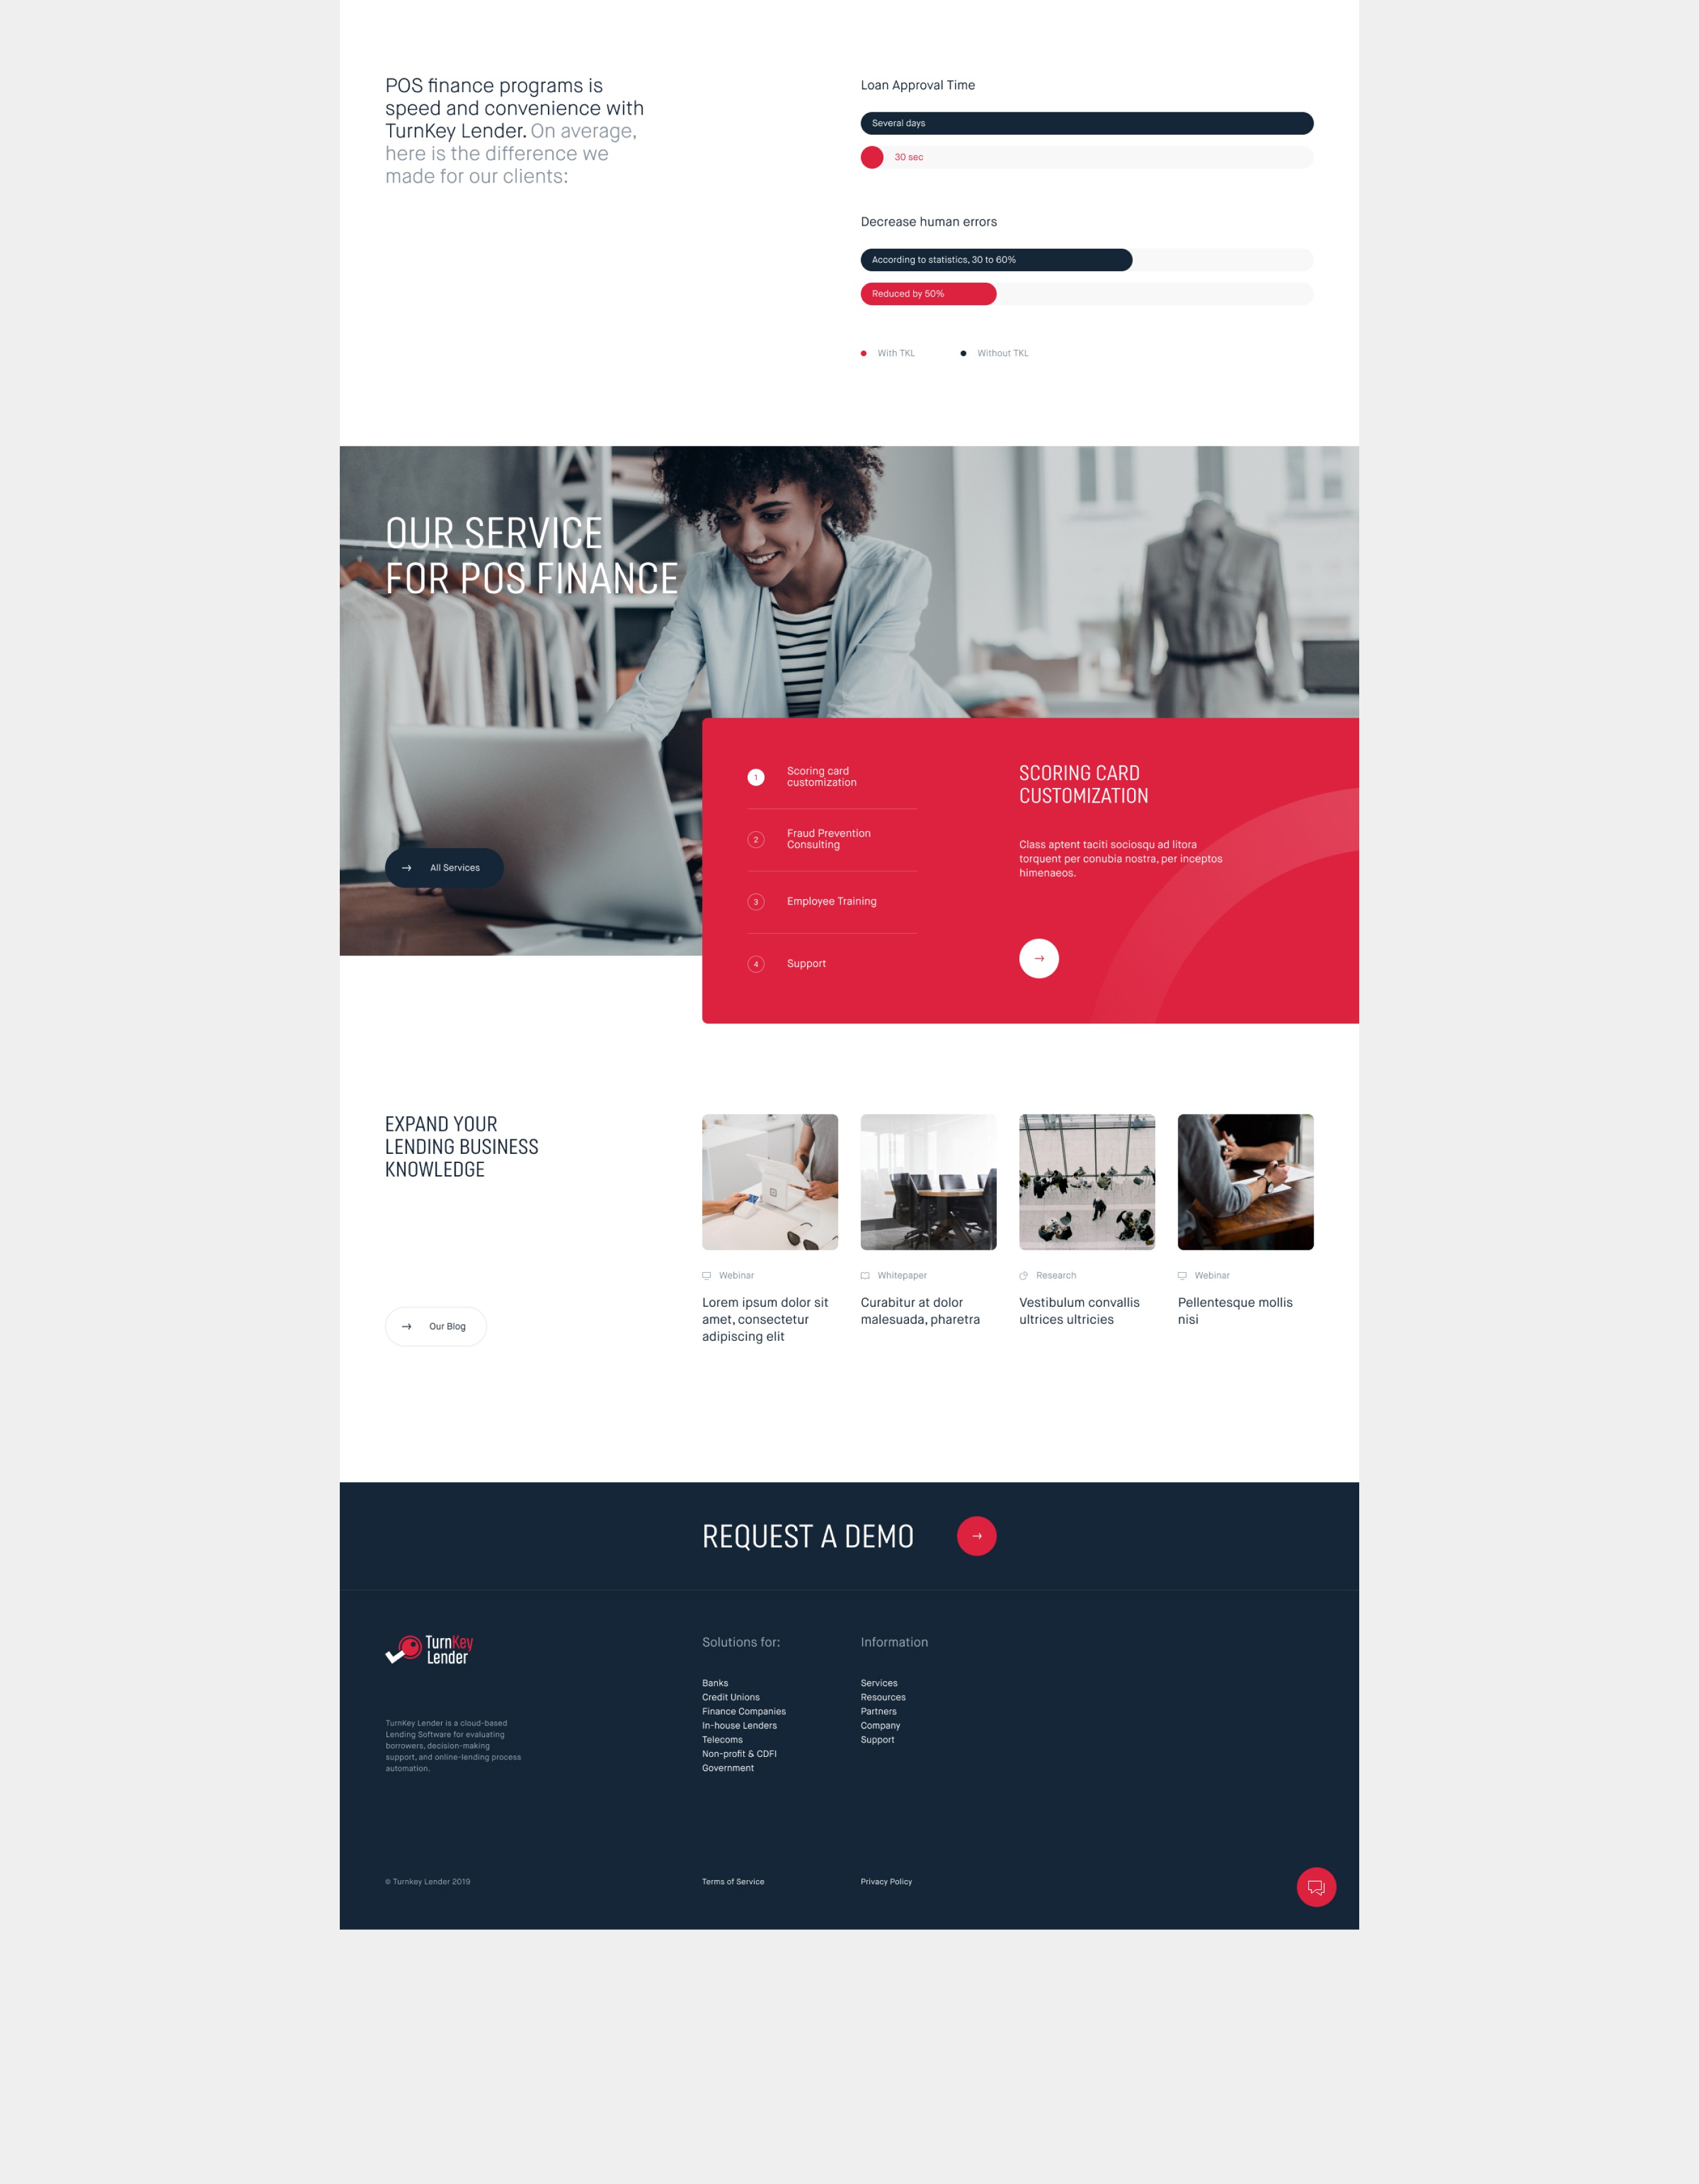 POS finance programs is
speed and convenience with
TurnKey Lender. On average,
here is the difference we
made for our clients:
Loan Approval Time
Several days
30 sec
Decrease human errors
According to statistics, 30 to 60%
Reduced by 50%
With TKL
Without TKL
OUR SERVICE
FOR POS FINANCE
All Services
1
Scoring card
customization
2
Fraud Prevention
Consulting
3
Employee Training
4
Support
SCORING CARD
CUSTOMIZATION
Class aptent taciti sociosqu ad litora
torquent per conubia nostra, per inceptos
himenaeos.
EXPAND YOUR
LENDING BUSINESS
KNOWLEDGE
Our Blog
Webinar
Lorem ipsum dolor sit
amet, consectetur
adipiscing elit
Whitepaper
Curabitur at dolor
malesuada, pharetra
Research
Vestibulum convallis
ultrices ultricies
Webinar
Pellentesque mollis
nisi
REQUEST A DEMO
TurnKey
Lender
TurnKey Lender is a cloud-based
Lending Software for evaluating
borrowers, decision-making
support, and online-lending process
automation.
Solutions for:
Banks
Credit Unions
Finance Companies
In-house Lenders
Telecoms
Non-profit & CDFI
Government
Information
Services
Resources
Partners
Company
Support
© Turnkey Lender 2019
Terms of Service
Privacy Policy